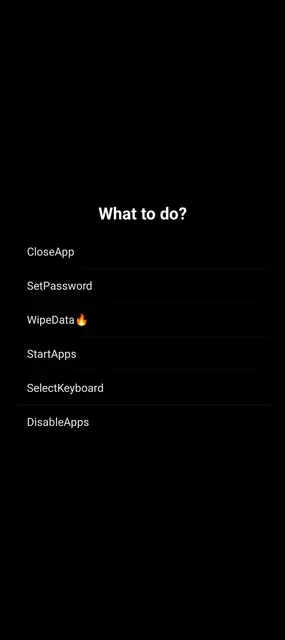 What to do?
CloseApp
SetPassword
WipeData🔥
StartApps
SelectKeyboard
DisableApps